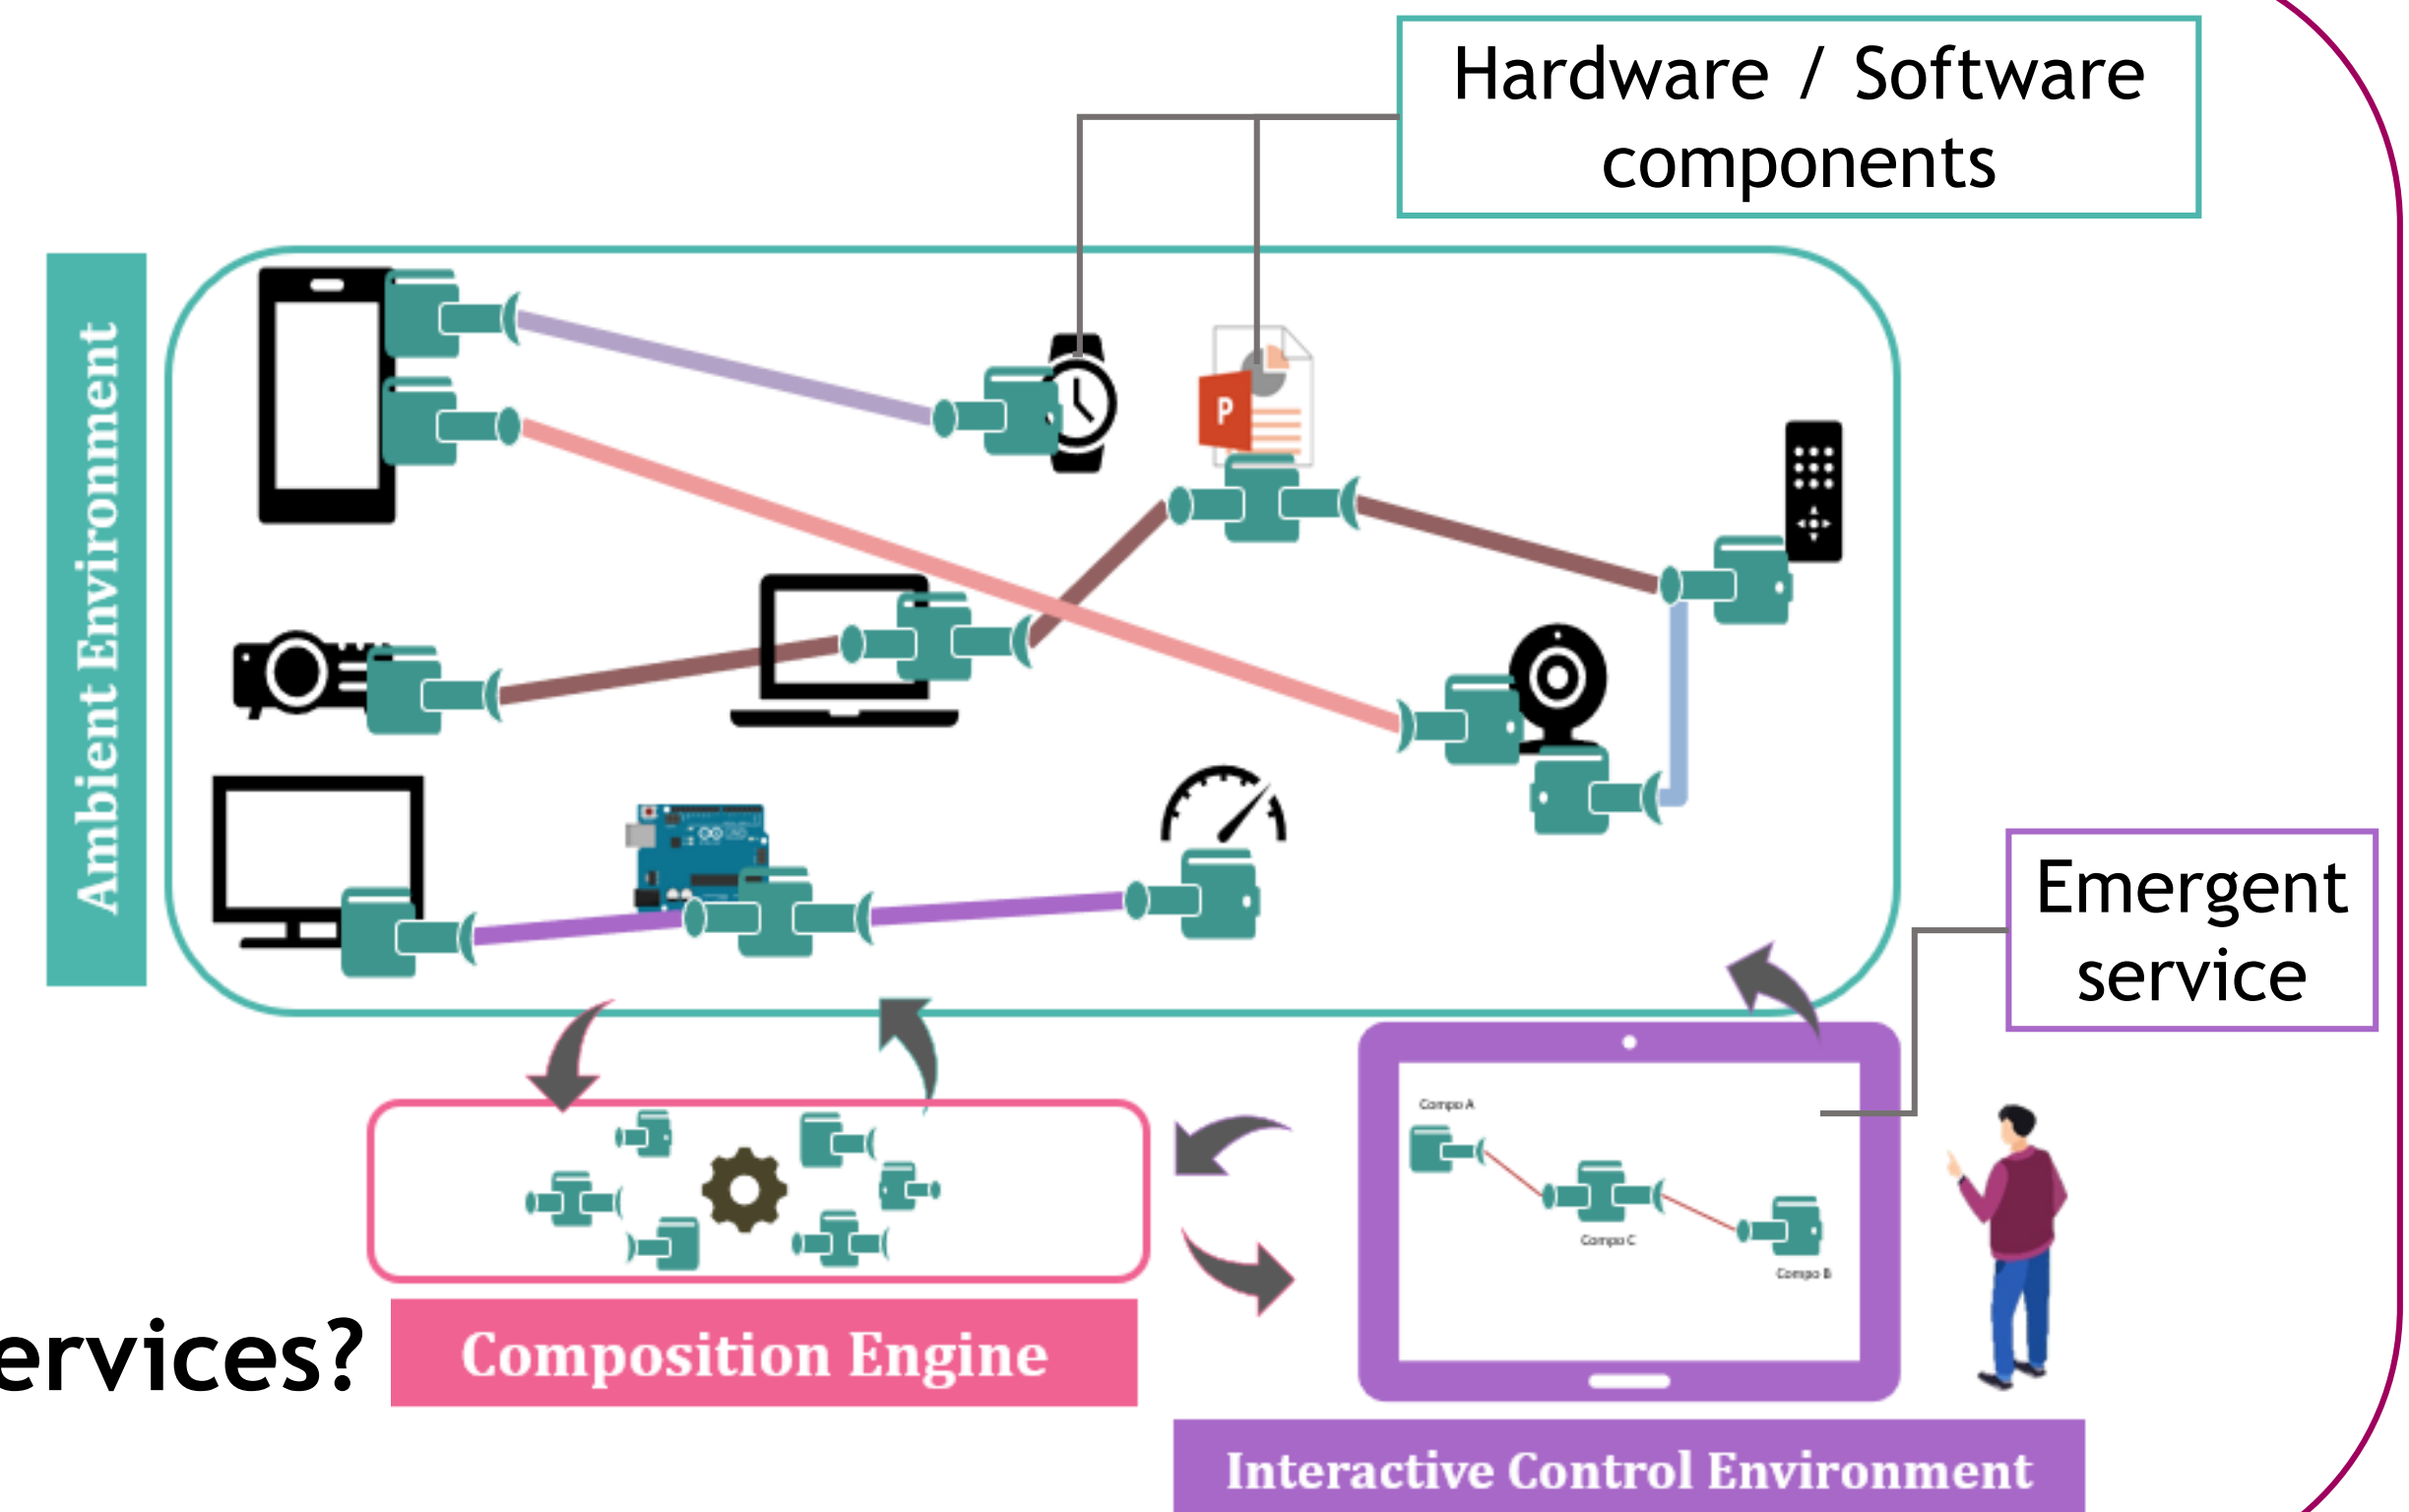 Hardware / Software
components
Ambient Environment
P
Emergent
service
Compo A
Compo C
Compo B
ervices?
Composition Engine
Interactive Control Environment